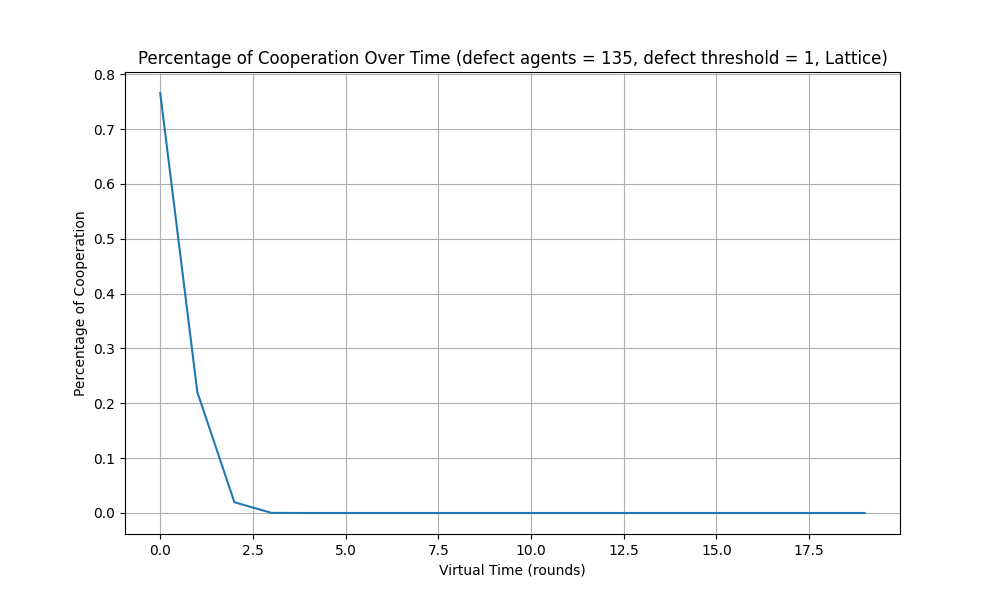 Percentage of Cooperation Over Time (defect agents = 135, defect threshold = 1, Lattice)
Percentage of Cooperation
0.8
0.7
0.6
0.5
0.4
0.3
0.2
0.1
0.0
0.0 2.5 5.0 7.5 10.0 12.5 15.0 17.5
Virtual Time (rounds)